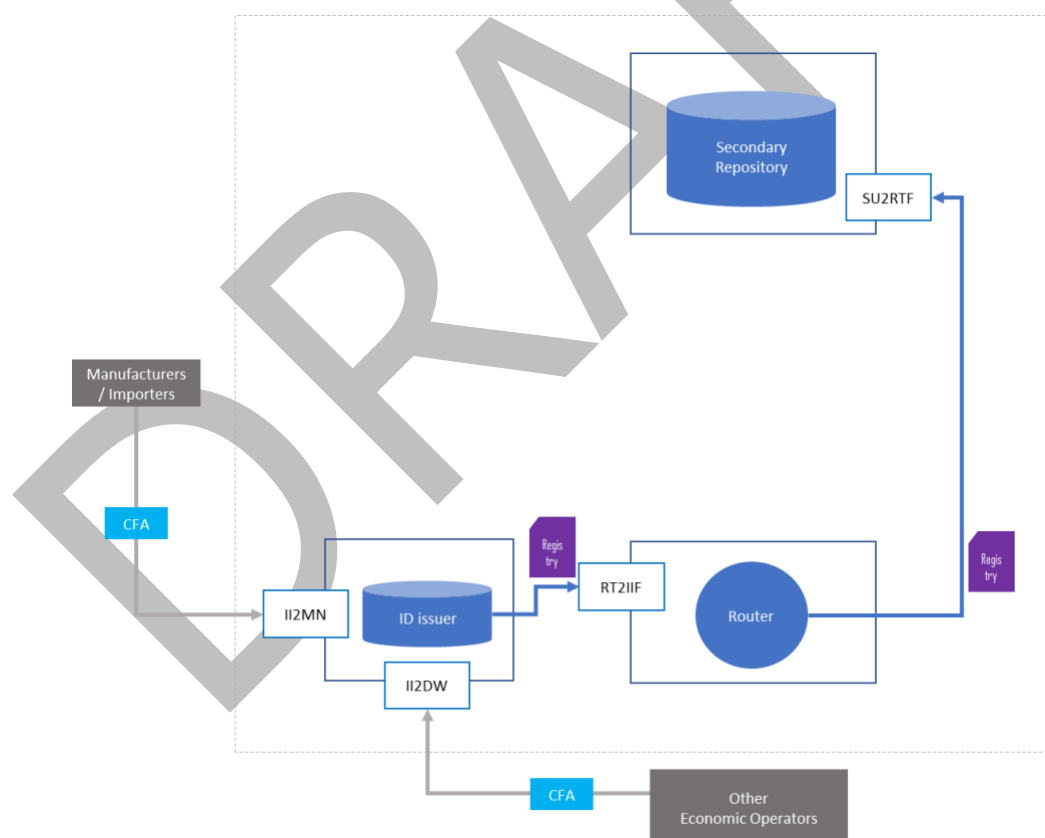 DRA
Secondary
Repository
SU2RTF
Manufacturers
/ Importers
CFA
Regis
try
Regis
try
II2MN
ID issuer
RT2IIF
Router
II2DW
CFA
Other
Economic Operators